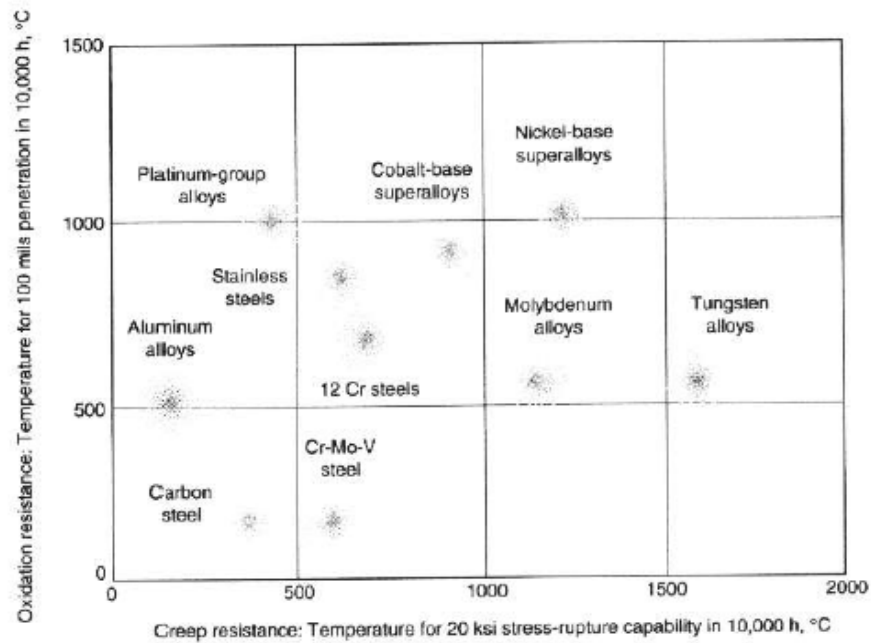 Oxidation resistance: Temperature for 100 mils penetration in 10,000 h, °C
1500
1000
500
0
Nickel-base
superalloys
Cobalt-base
superalloys
Platinum-group
alloys
Stainless
steels
Molybdenum
alloys
Tungsten
alloys
Aluminum
alloys
12 Cr steels
Cr-Mo-V
steel
Carbon
steel
0
500
1000
1500
2000
Creep resistance: Temperature for 20 ksi stress-rupture capability in 10,000 h, °C